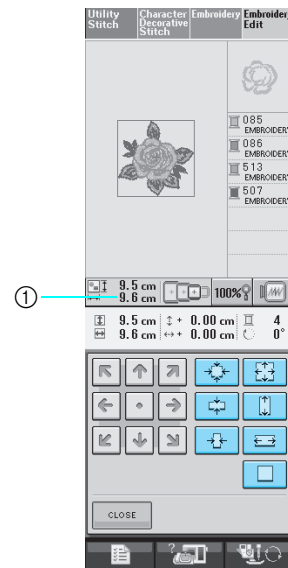 Utility Stitch
Character Decorative Stitch
Embroidery
Embroidery Edit
085
EMBROIDERY
086
EMBROIDERY
513
EMBROIDERY
507
EMBROIDERY
①
9.5 cm
9.6 cm
100%
9.5 cm + 0.00 cm 4
9.6 cm + 0.00 cm 0°
CLOSE